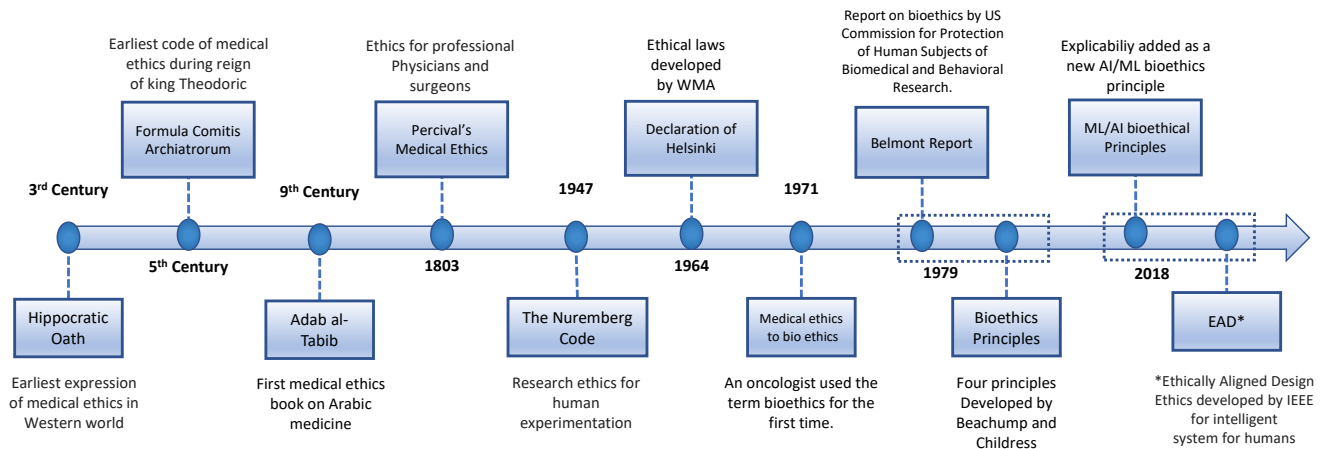 Earliest code of medical
ethics during reign
of king Theodoric
Formula Comitis
Archiatrorum
Ethics for professional
Physicians and
surgeons
Percival’s
Medical Ethics
Ethical laws
developed
by WMA
Declaration of
Helsinki
Report on bioethics by US
Commission for Protection
of Human Subjects of
Biomedical and Behavioral
Research.
Belmont Report
Explicabiliy added as a
new AI/ML bioethics
principle
ML/AI bioethical
Principles
3rd Century
9th Century
1947
1971
5th Century
1803
1964
1979
2018
Hippocratic
Oath
Earliest expression
of medical ethics in
Western world
Adab al-
Tabib
First medical ethics
book on Arabic
medicine
The Nuremberg
Code
Research ethics for
human
experimentation
Medical ethics
to bio ethics
An oncologist used the
term bioethics for the
first time.
Bioethics
Principles
Four principles
Developed by
Beachump and
Childress
EAD*
*Ethically Aligned Design
Ethics developed by IEEE
for intelligent
system for humans